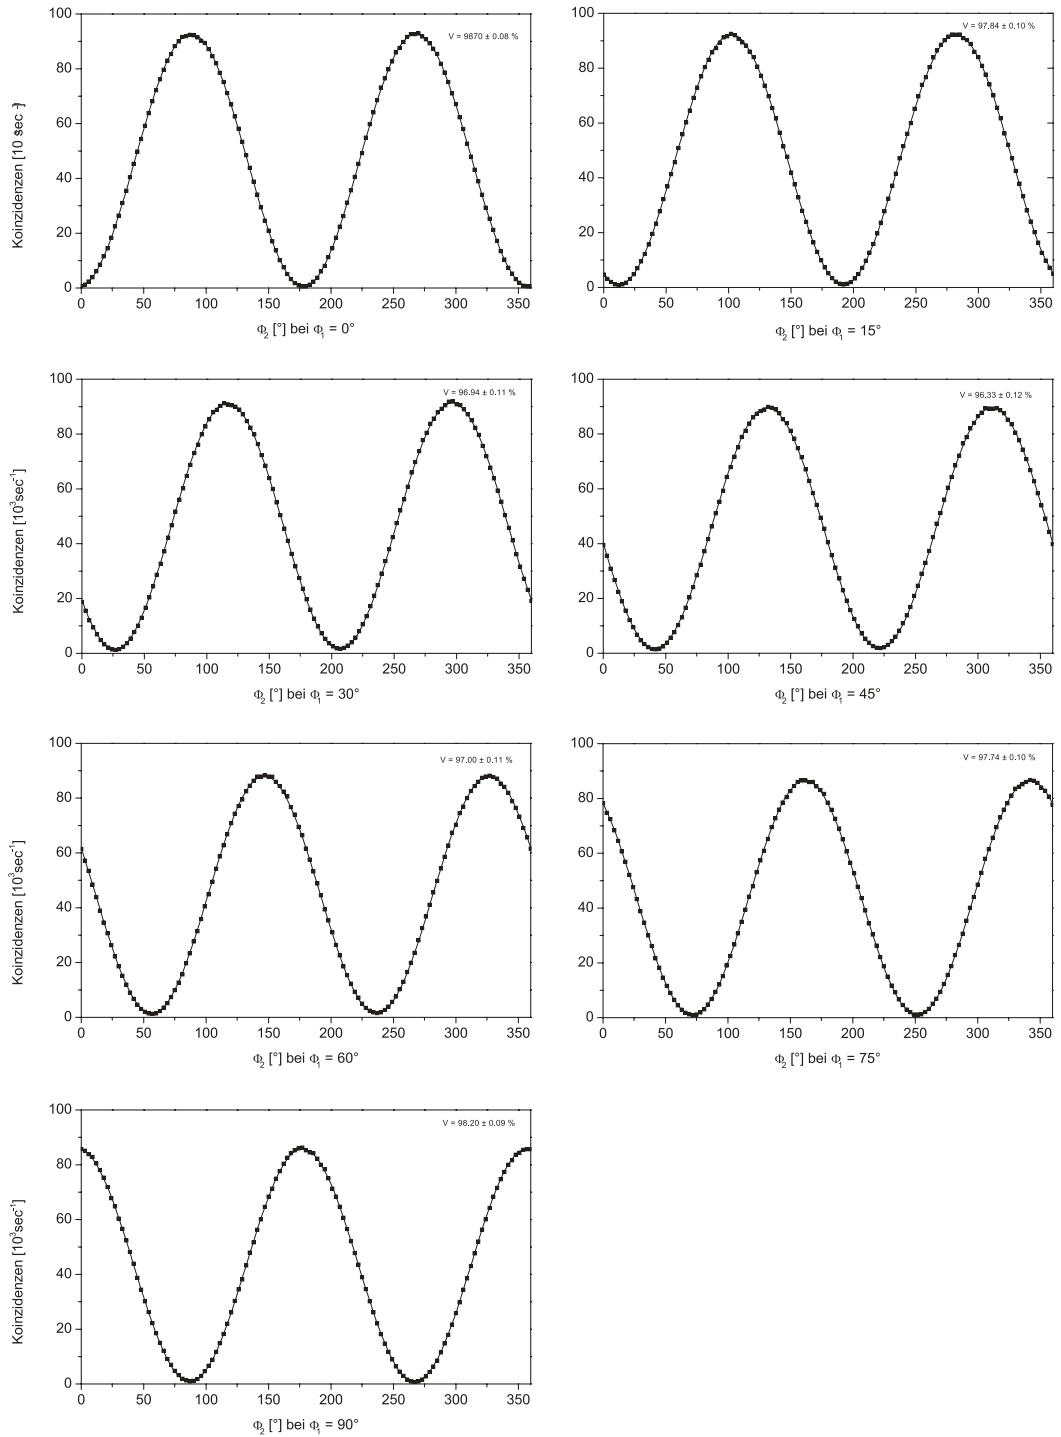 V = 9870 ± 0.08 %
100
80
60
40
20
0
Koinzidenzen [10 sec ]
0 50 100 150 200 250 300 350
Φ2 [°] bei Φ1 = 0°
V = 97.84 ± 0.10 %
100
80
60
40
20
0
0 50 100 150 200 250 300 350
Φ2 [°] bei Φ1 = 15°
V = 96.94 ± 0.11 %
100
80
60
40
20
0
Koinzidenzen [10³sec⁻¹]
0 50 100 150 200 250 300 350
Φ2 [°] bei Φ1 = 30°
V = 96.33 ± 0.12 %
100
80
60
40
20
0
0 50 100 150 200 250 300 350
Φ2 [°] bei Φ1 = 45°
V = 97.00 ± 0.11 %
100
80
60
40
20
0
Koinzidenzen [10³sec⁻¹]
0 50 100 150 200 250 300 350
Φ2 [°] bei Φ1 = 60°
V = 97.74 ± 0.10 %
100
80
60
40
20
0
0 50 100 150 200 250 300 350
Φ2 [°] bei Φ1 = 75°
V = 98.20 ± 0.09 %
100
80
60
40
20
0
Koinzidenzen [10³sec⁻¹]
0 50 100 150 200 250 300 350
Φ2 [°] bei Φ1 = 90°